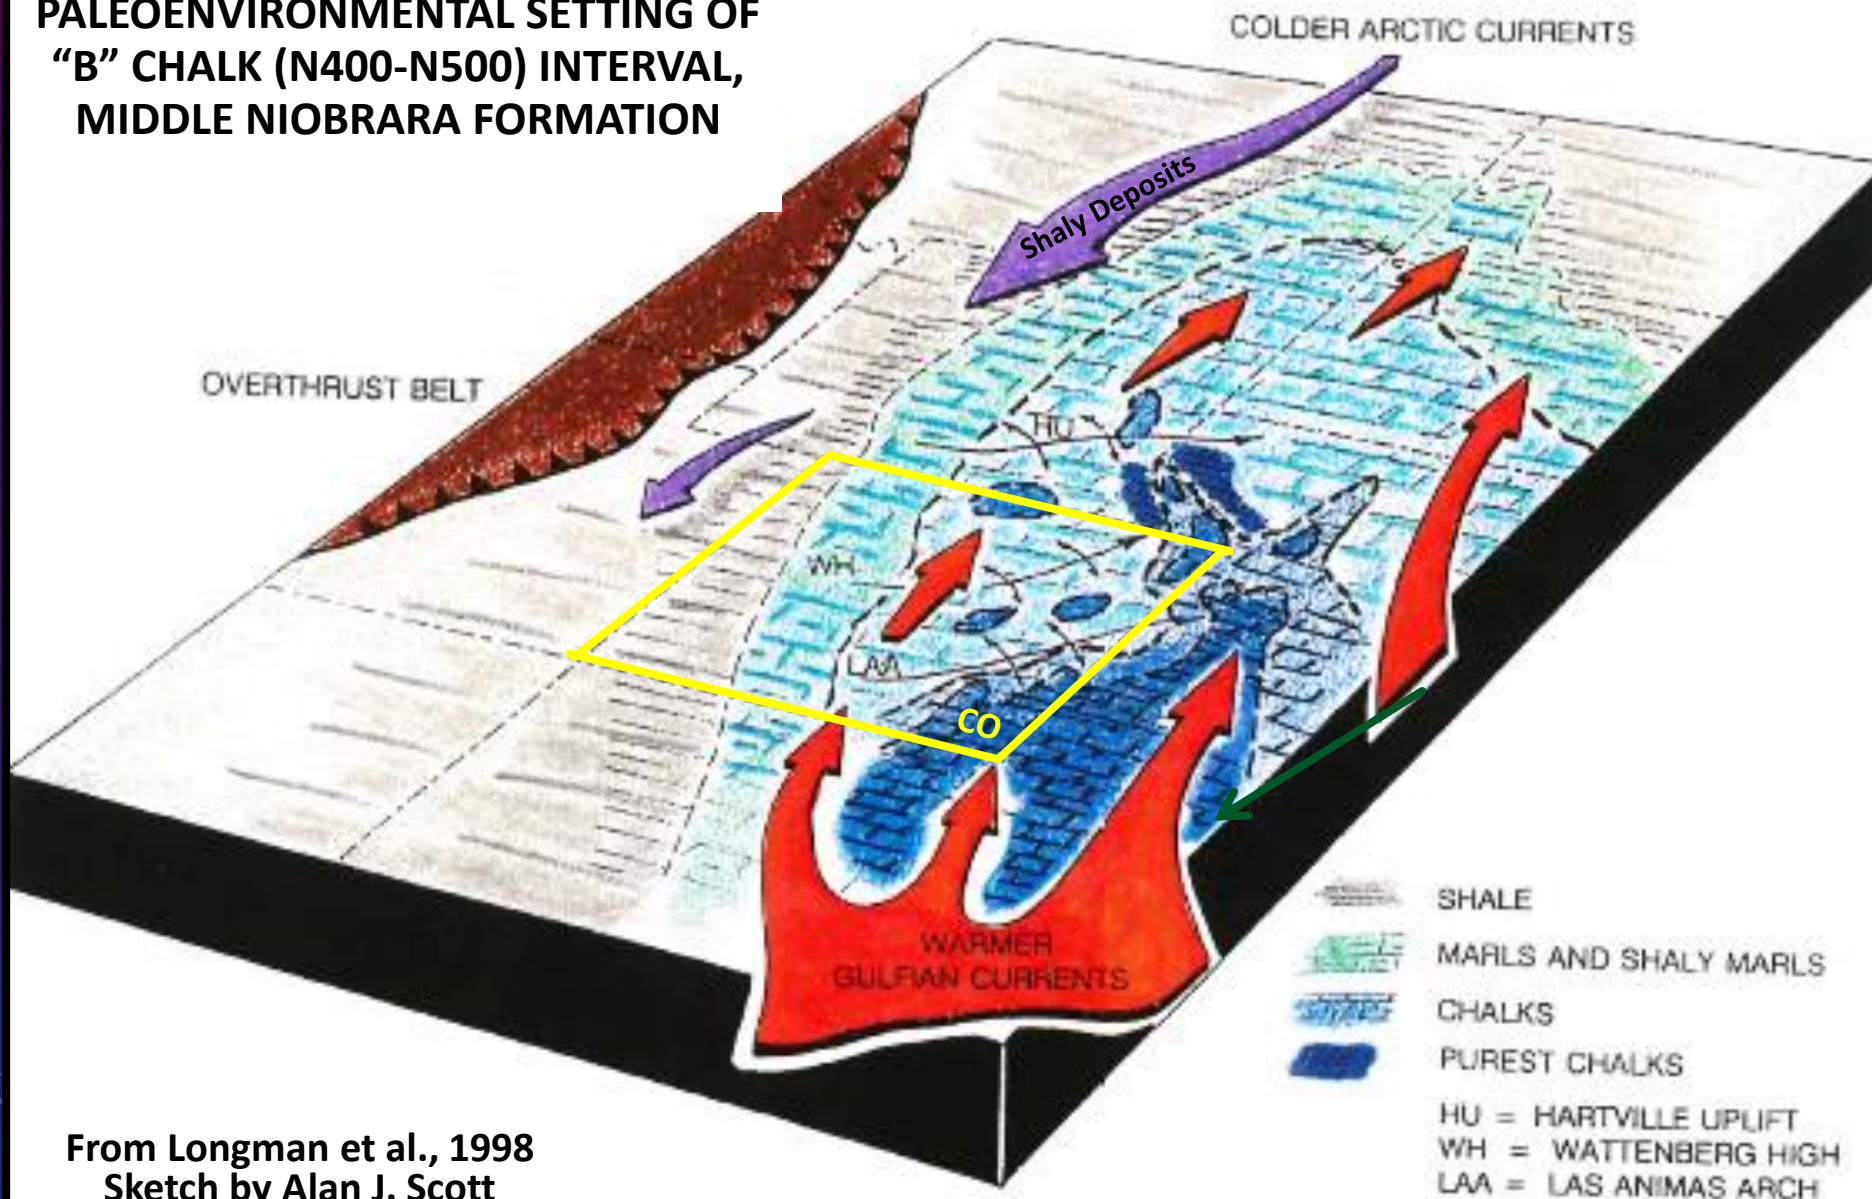 PALEOENVIRONMENTAL SETTING OF
“B” CHALK (N400-N500) INTERVAL,
MIDDLE NIOBRARA FORMATION
COLDER ARCTIC CURRENTS
Shaly Deposits
OVERTHRUST BELT
HU
WH
LAA
CO
WARMER
GULFIAN CURRENTS
SHALE
MARLS AND SHALY MARLS
CHALKS
PUREST CHALKS
HU = HARTVILLE UPLIFT
WH = WATTENBERG HIGH
LAA = LAS ANIMAS ARCH
From Longman et al., 1998
Sketch by Alan J. Scott